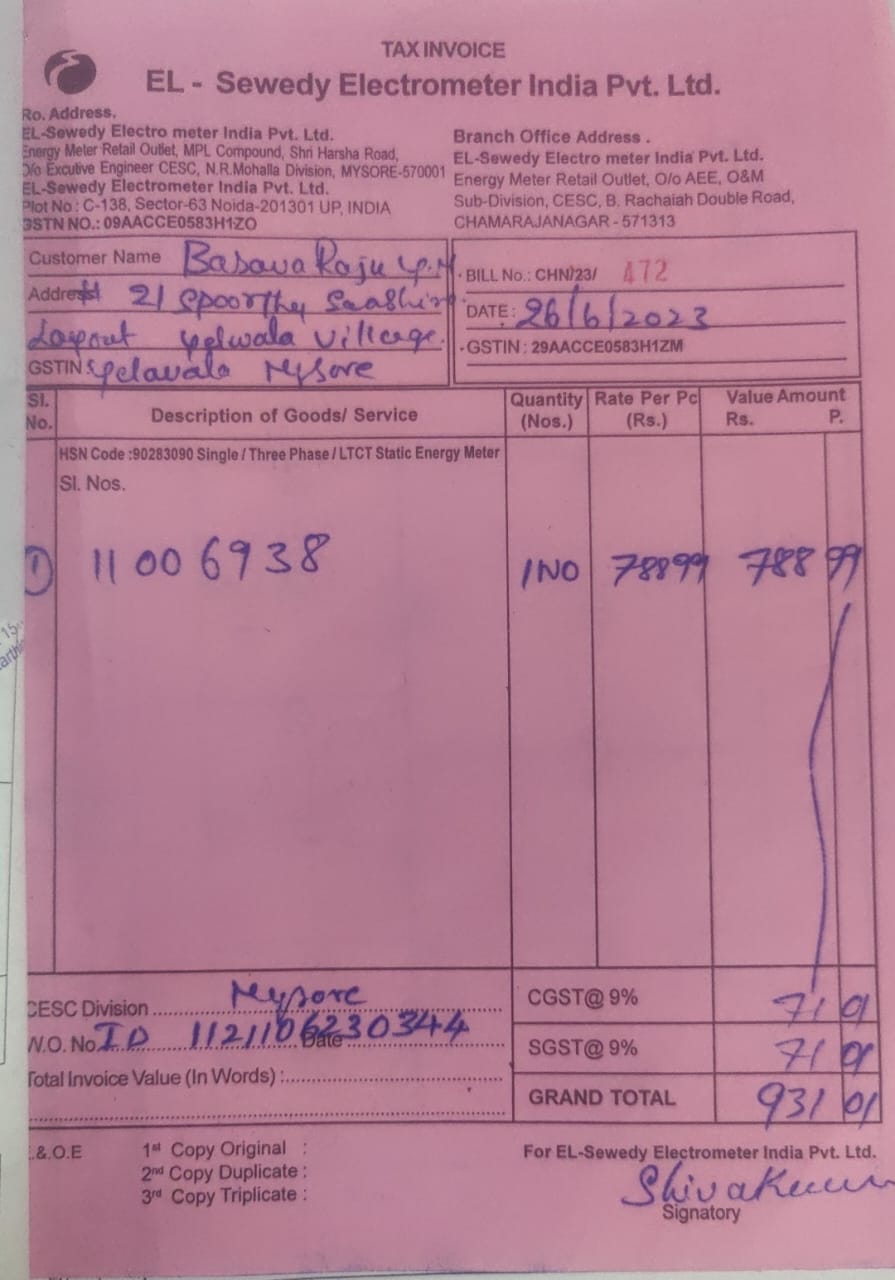 TAX INVOICE
EL - Sewedy Electrometer India Pvt. Ltd.
Ro. Address.
EL-Sewedy Electro meter India Pvt. Ltd.
Energy Meter Retail Outlet, MPL Compound, Shri Harsha Road,
O/o Excutive Engineer CESC, N.R.Mohalla Division, MYSORE-570001
EL-Sewedy Electrometer India Pvt. Ltd.
Plot No : C-138, Sector-63 Noida-201301 UP, INDIA
GSTN NO.: 09AACCE0583H1ZO
Branch Office Address .
EL-Sewedy Electro meter India Pvt. Ltd.
Energy Meter Retail Outlet, O/o AEE, O&M
Sub-Division, CESC, B. Rachaiah Double Road,
CHAMARAJANAGAR - 571313
Customer Name Basava Raju Y.M
Address 21 Spoorthy
Layout Yelwala Village
GSTIN Yelavala Mysore
BILL No.: CHN/23/ 472
DATE : 26/6/2023
GSTIN : 29AACCE0583H1ZM
Sl. No. Description of Goods/ Service Quantity (Nos.) Rate Per Pc (Rs.) Value Amount Rs. P.
HSN Code :90283090 Single / Three Phase / LTCT Static Energy Meter
Sl. Nos.
1 11 00 6938 1NO 78899 788 99
CESC Division Mysore
CGST@ 9% 71 01
W.O. No ID 1121106230344 Date
SGST@ 9% 71 01
Total Invoice Value (In Words) :
GRAND TOTAL 931 01
.&.O.E
1st Copy Original :
2nd Copy Duplicate :
3rd Copy Triplicate :
For EL-Sewedy Electrometer India Pvt. Ltd.
Shivakumar
Signatory